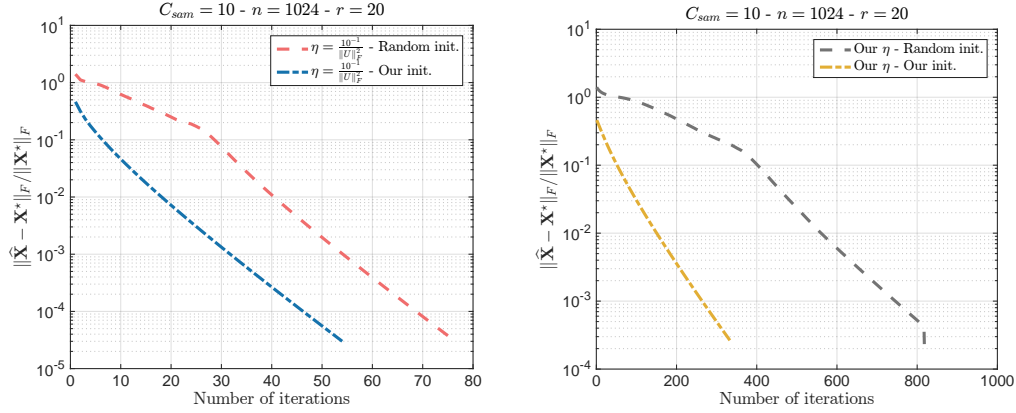 C_sam = 10 - n = 1024 - r = 20
10^1
10^0
10^-1
10^-2
10^-3
10^-4
10^-5
‖X̂ − X⋆‖_F/‖X⋆‖_F
η = 10^-1/‖U‖_F^2 - Random init.
η = 10^-1/‖U‖_F^2 - Our init.
0 10 20 30 40 50 60 70 80
Number of iterations
C_sam = 10 - n = 1024 - r = 20
10^1
10^0
10^-1
10^-2
10^-3
10^-4
‖X̂ − X⋆‖_F/‖X⋆‖_F
Our η - Random init.
Our η - Our init.
0 200 400 600 800 1000
Number of iterations